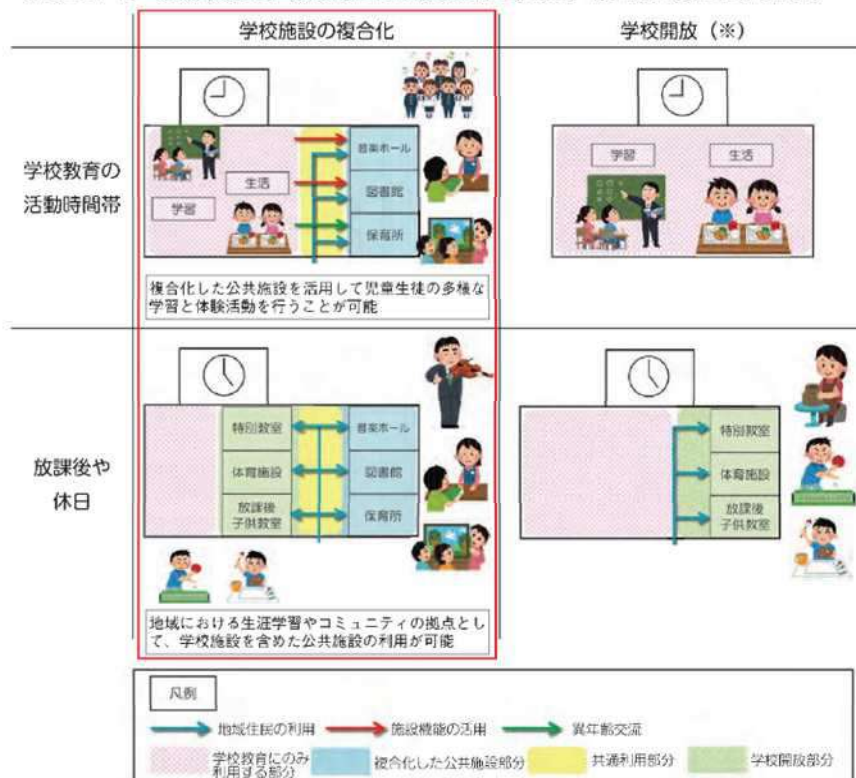 学校施設の複合化
学校開放（※）
学校教育の
活動時間帯
学習
生活
音楽ホール
図書館
保育所
学習
生活
複合化した公共施設を活用して児童生徒の多様な
学習と体験活動を行うことが可能
放課後や
休日
特別教室
体育施設
放課後
子供教室
音楽ホール
図書館
保育所
特別教室
体育施設
放課後
子供教室
地域における生涯学習やコミュニティの拠点とし
て、学校施設を含めた公共施設の利用が可能
凡例
地域住民の利用
施設機能の活用
異年齢交流
学校教育にのみ
利用する部分
複合化した公共施設部分
共通利用部分
学校開放部分